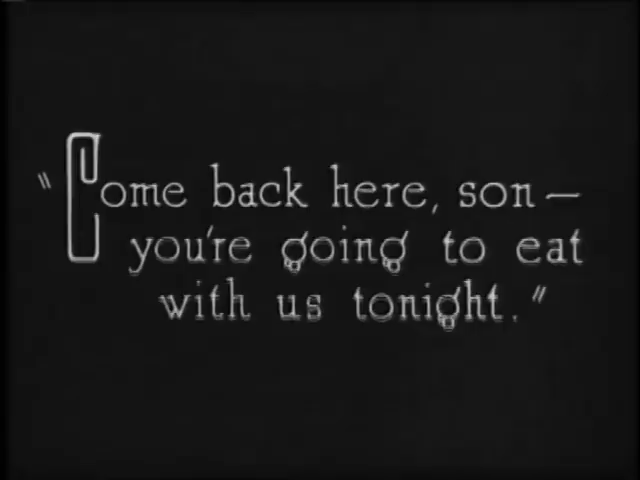 "Come back here, son —
you're going to eat
with us tonight."